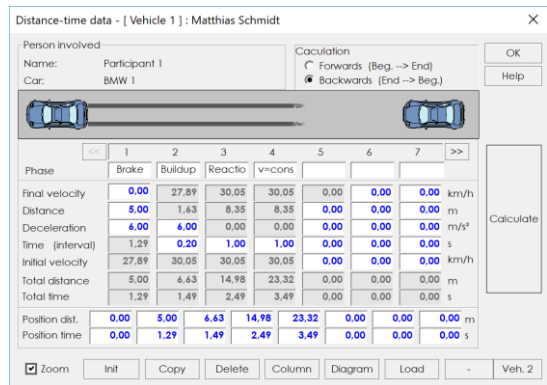 Distance-time data - [ Vehicle 1 ] : Matthias Schmidt
Person involved
Name: Participant 1
Car: BMW 1
Caculation
Forwards (Beg. --> End)
Backwards (End --> Beg.)
OK
Help
<< 1 2 3 4 5 6 7 >>
Phase Brake Buildup Reactio v=cons
Final velocity 0,00 27,89 30,05 30,05 0,00 0,00 0,00 km/h
Distance 5,00 1,63 8,35 8,35 0,00 0,00 0,00 m
Deceleration 6,00 6,00 0,00 0,00 0,00 0,00 0,00 m/s²
Time (interval) 1,29 0,20 1,00 1,00 0,00 0,00 0,00 s
Initial velocity 27,89 30,05 30,05 30,05 0,00 0,00 0,00 km/h
Total distance 5,00 6,63 14,98 23,32 0,00 0,00 0,00 m
Total time 1,29 1,49 2,49 3,49 0,00 0,00 0,00 s
Calculate
Position dist. 0,00 5,00 6,63 14,98 23,32 0,00 0,00 0,00 m
Position time 0,00 1,29 1,49 2,49 3,49 0,00 0,00 0,00 s
Zoom Init Copy Delete Column Diagram Load - Veh. 2